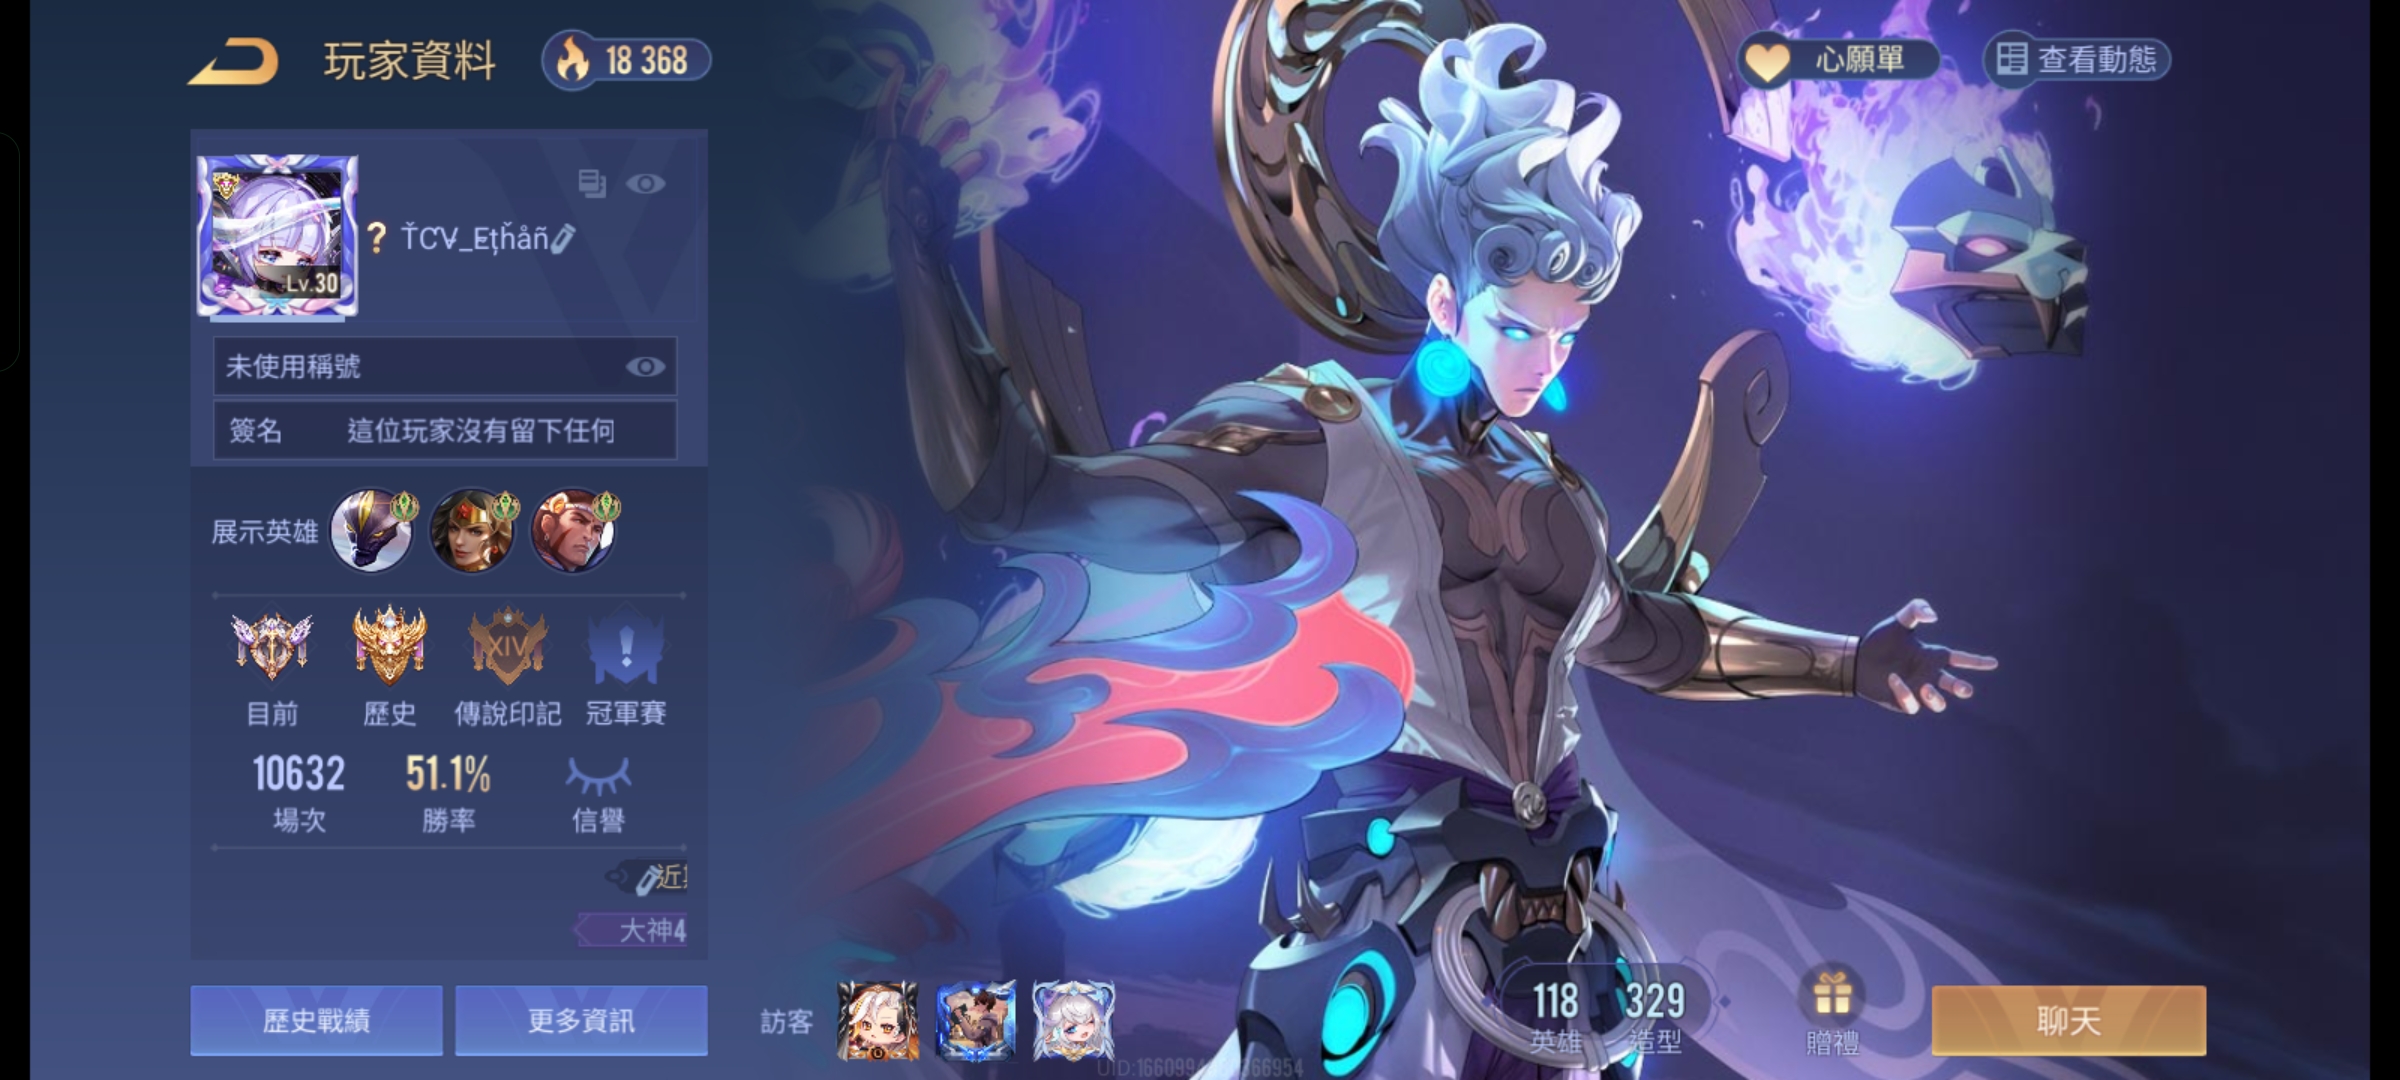 玩家資料
18 368
心願單
查看動態
Lv.30
? ŤCV_Ețȟåñ
未使用稱號
簽名 這位玩家沒有留下任何
展示英雄
XIV
目前 歷史 傳說印記 冠軍賽
10632 51.1%
場次 勝率 信譽
大神4
歷史戰績 更多資訊
訪客
118 329
英雄 造型
贈禮
聊天